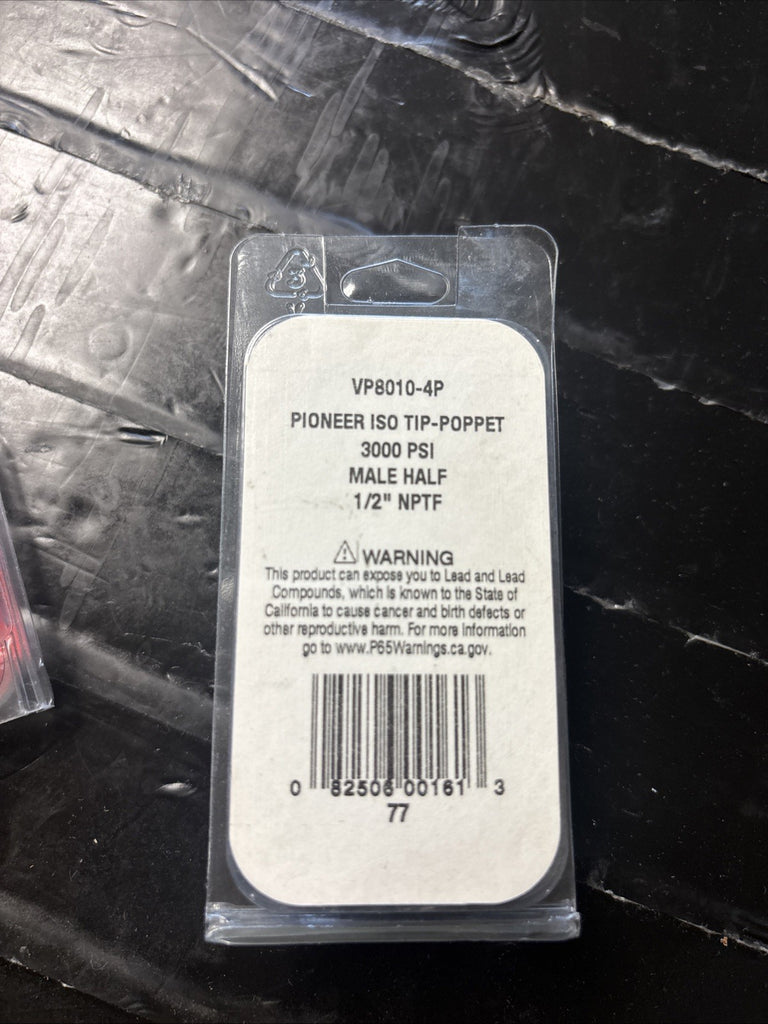 VP8010-4P
PIONEER ISO TIP-POPPET
3000 PSI
MALE HALF
1/2" NPTF
⚠ WARNING
This product can expose you to Lead and Lead
Compounds, which is known to the State of
California to cause cancer and birth defects or
other reproductive harm. For more information
go to www.P65Warnings.ca.gov.
0 82506 00161 3
77